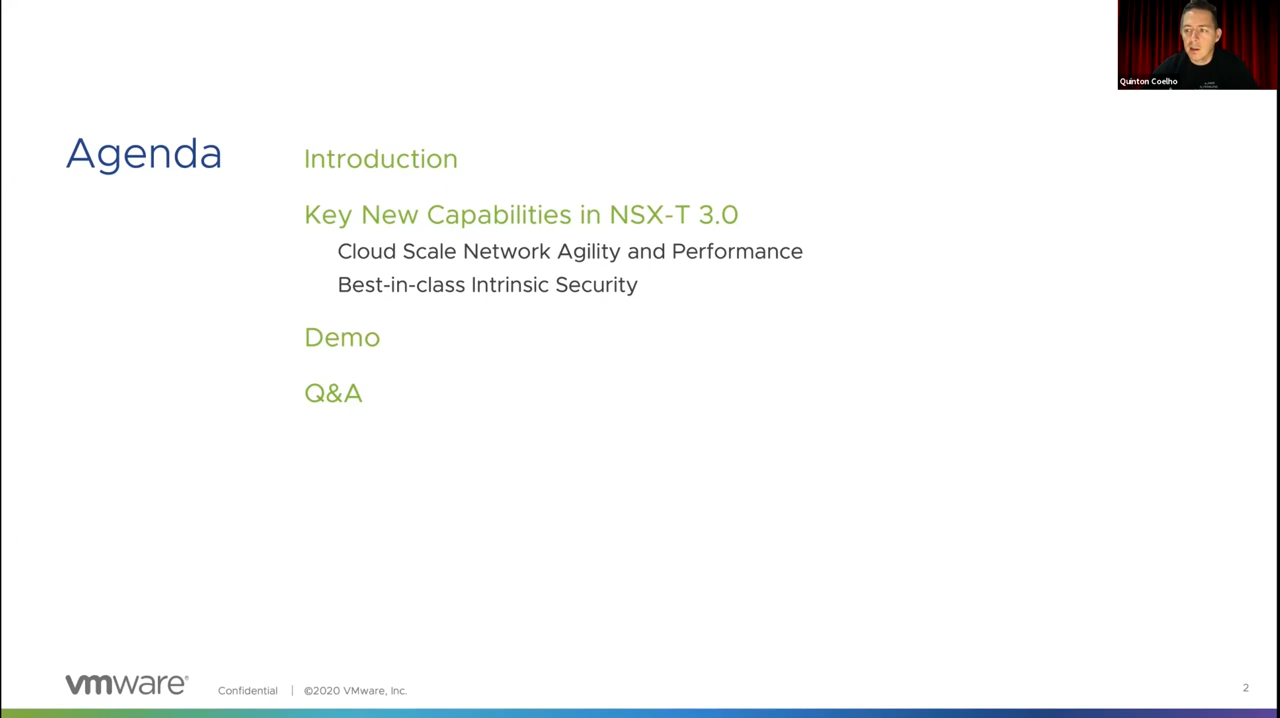 Quinton Coelho
Agenda
Introduction
Key New Capabilities in NSX-T 3.0
Cloud Scale Network Agility and Performance
Best-in-class Intrinsic Security
Demo
Q&A
vmware®
Confidential | ©2020 VMware, Inc.
2